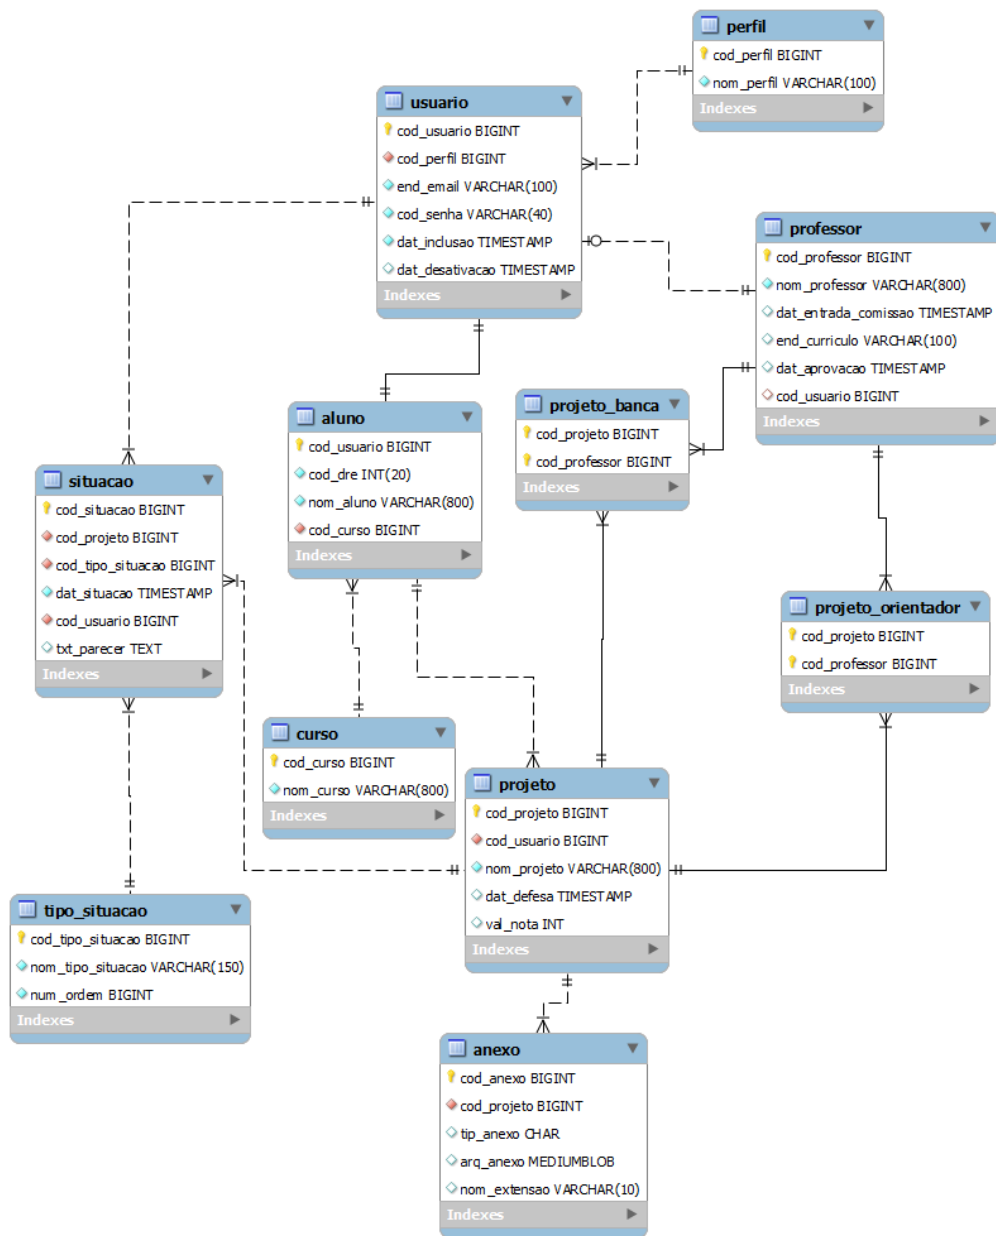 perfil
cod_perfil BIGINT
nom_perfil VARCHAR(100)
Indexes
usuario
cod_usuario BIGINT
cod_perfil BIGINT
end_email VARCHAR(100)
cod_senha VARCHAR(40)
dat_inclusao TIMESTAMP
dat_desativacao TIMESTAMP
Indexes
professor
cod_professor BIGINT
nom_professor VARCHAR(800)
dat_entrada_comissao TIMESTAMP
end_curriculo VARCHAR(100)
dat_aprovacao TIMESTAMP
cod_usuario BIGINT
Indexes
projeto_banca
cod_projeto BIGINT
cod_professor BIGINT
Indexes
aluno
cod_usuario BIGINT
cod_dre INT(20)
nom_aluno VARCHAR(800)
cod_curso BIGINT
Indexes
situacao
cod_situacao BIGINT
cod_projeto BIGINT
cod_tipo_situacao BIGINT
dat_situacao TIMESTAMP
cod_usuario BIGINT
txt_parecer TEXT
Indexes
projeto_orientador
cod_projeto BIGINT
cod_professor BIGINT
Indexes
curso
cod_curso BIGINT
nom_curso VARCHAR(800)
Indexes
projeto
cod_projeto BIGINT
cod_usuario BIGINT
nom_projeto VARCHAR(800)
dat_defesa TIMESTAMP
val_nota INT
Indexes
tipo_situacao
cod_tipo_situacao BIGINT
nom_tipo_situacao VARCHAR(150)
num_ordem BIGINT
Indexes
anexo
cod_anexo BIGINT
cod_projeto BIGINT
tip_anexo CHAR
arq_anexo MEDIUMBLOB
nom_extensao VARCHAR(10)
Indexes